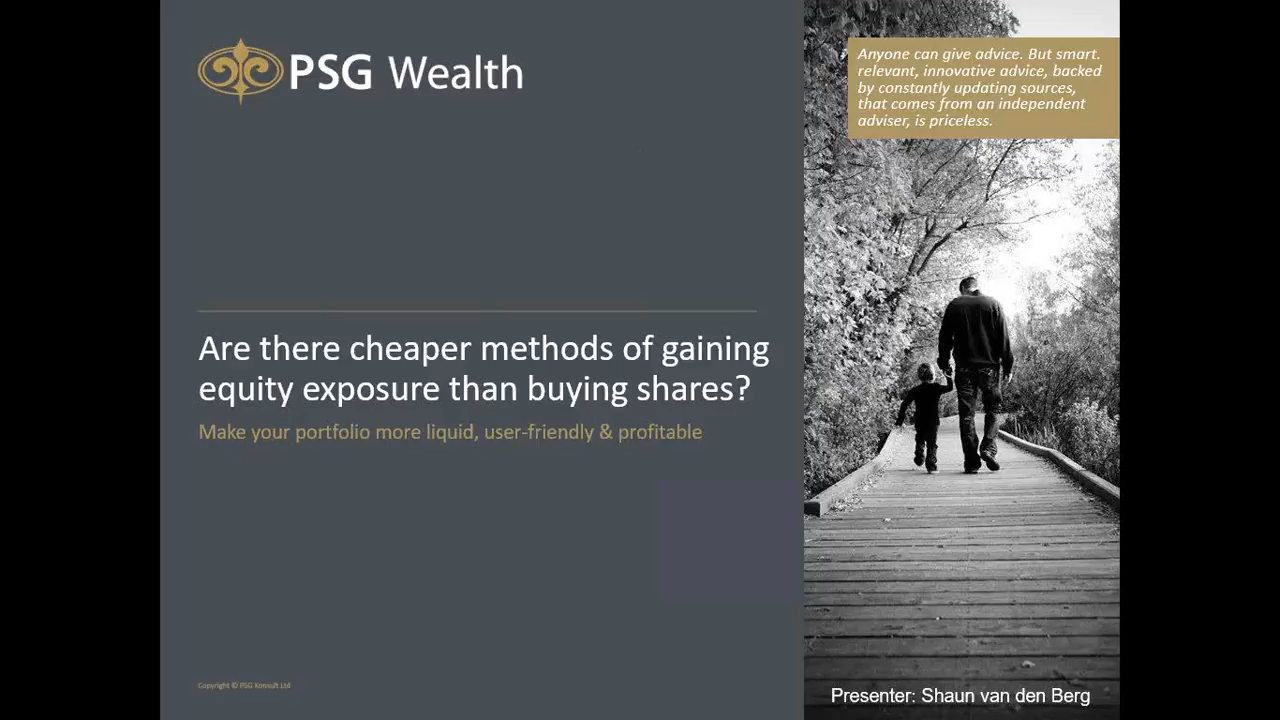 PSG Wealth
Anyone can give advice. But smart.
relevant, innovative advice, backed
by constantly updating sources,
that comes from an independent
adviser, is priceless.
Are there cheaper methods of gaining
equity exposure than buying shares?
Make your portfolio more liquid, user-friendly & profitable
Copyright © PSG Konsult Ltd
Presenter: Shaun van den Berg